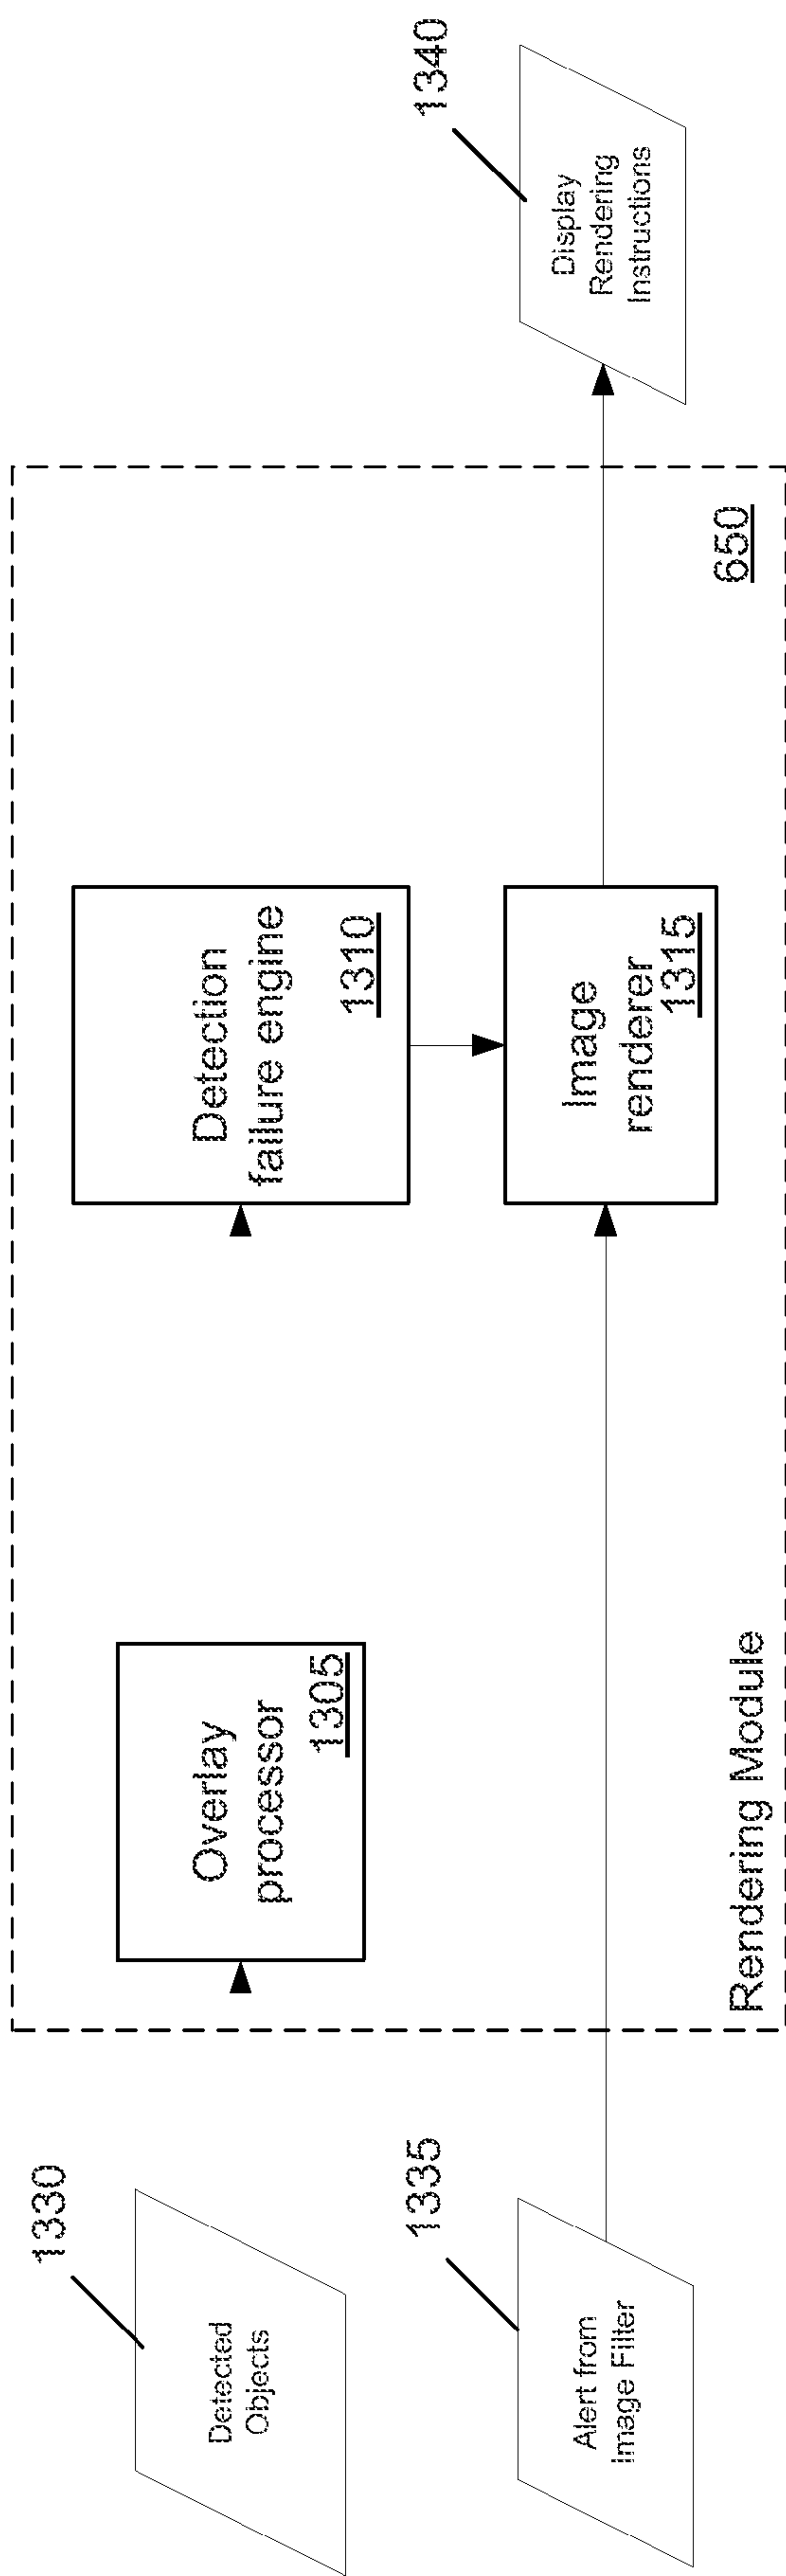 1330
Detected
Objects
1335
Alert from
Image Filter
Overlay
processor
1305
Detection
failure engine
1310
Image
renderer
1315
Rendering Module
650
1340
Display
Rendering
Instructions